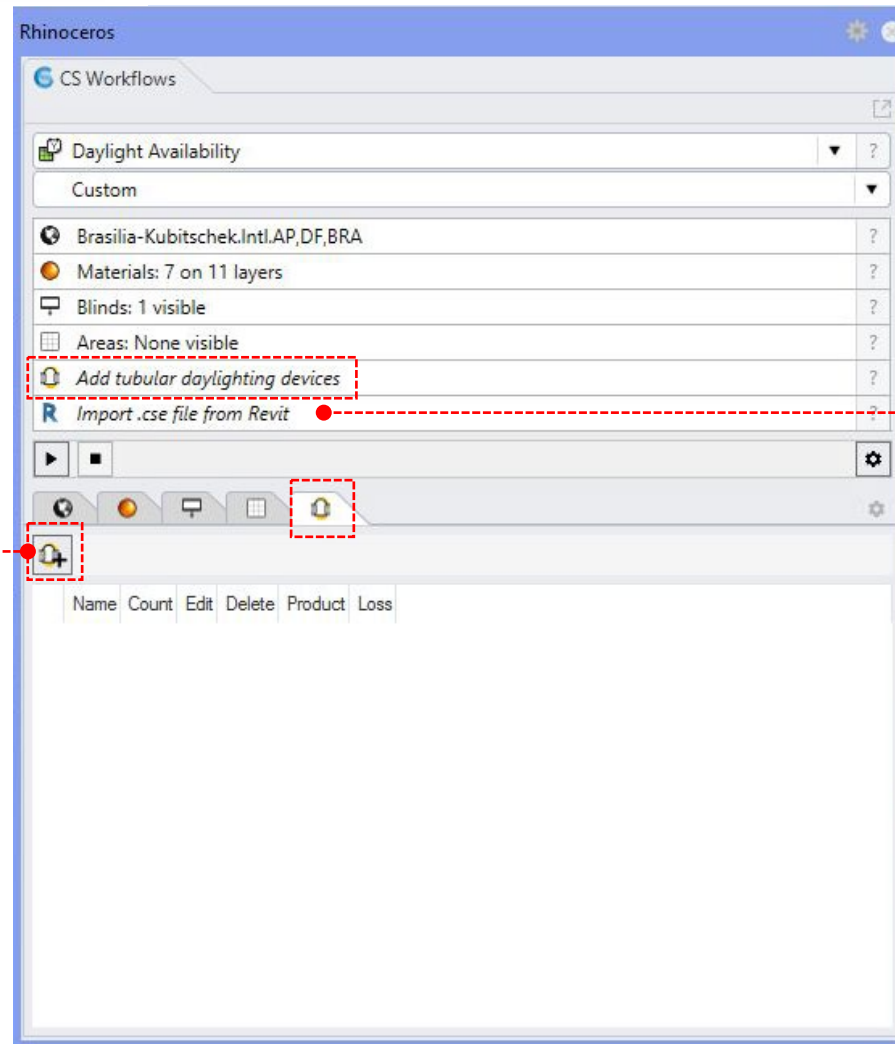 Rhinoceros
CS Workflows
Daylight Availability ?
Custom
Brasilia-Kubitschek.Intl.AP,DF,BRA ?
Materials: 7 on 11 layers ?
Blinds: 1 visible ?
Areas: None visible ?
Add tubular daylighting devices ?
R Import .cse file from Revit ?
Name Count Edit Delete Product Loss